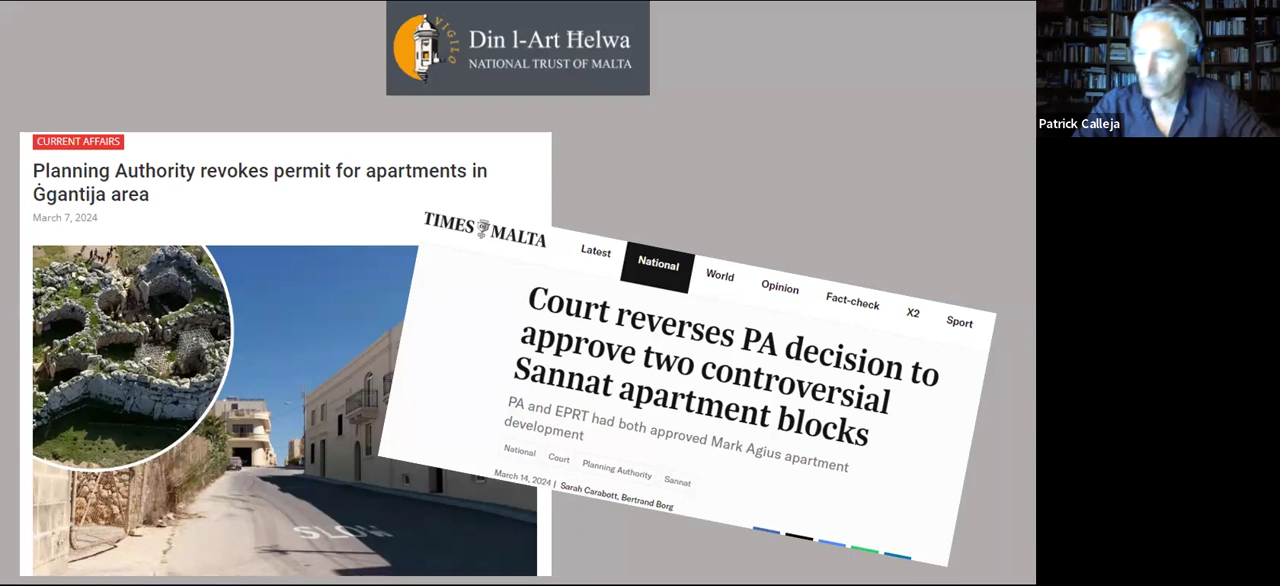 VIGILO
Din l-Art Ħelwa
NATIONAL TRUST OF MALTA
Patrick Calleja
CURRENT AFFAIRS
Planning Authority revokes permit for apartments in
Ġgantija area
March 7, 2024
SLOW
TIMES MALTA
Latest National World Opinion Fact-check X2 Sport
Court reverses PA decision to
approve two controversial
Sannat apartment blocks
PA and EPRT had both approved Mark Agius apartment
development
National Court Planning Authority Sannat
March 14, 2024 | Sarah Carabott, Bertrand Borg